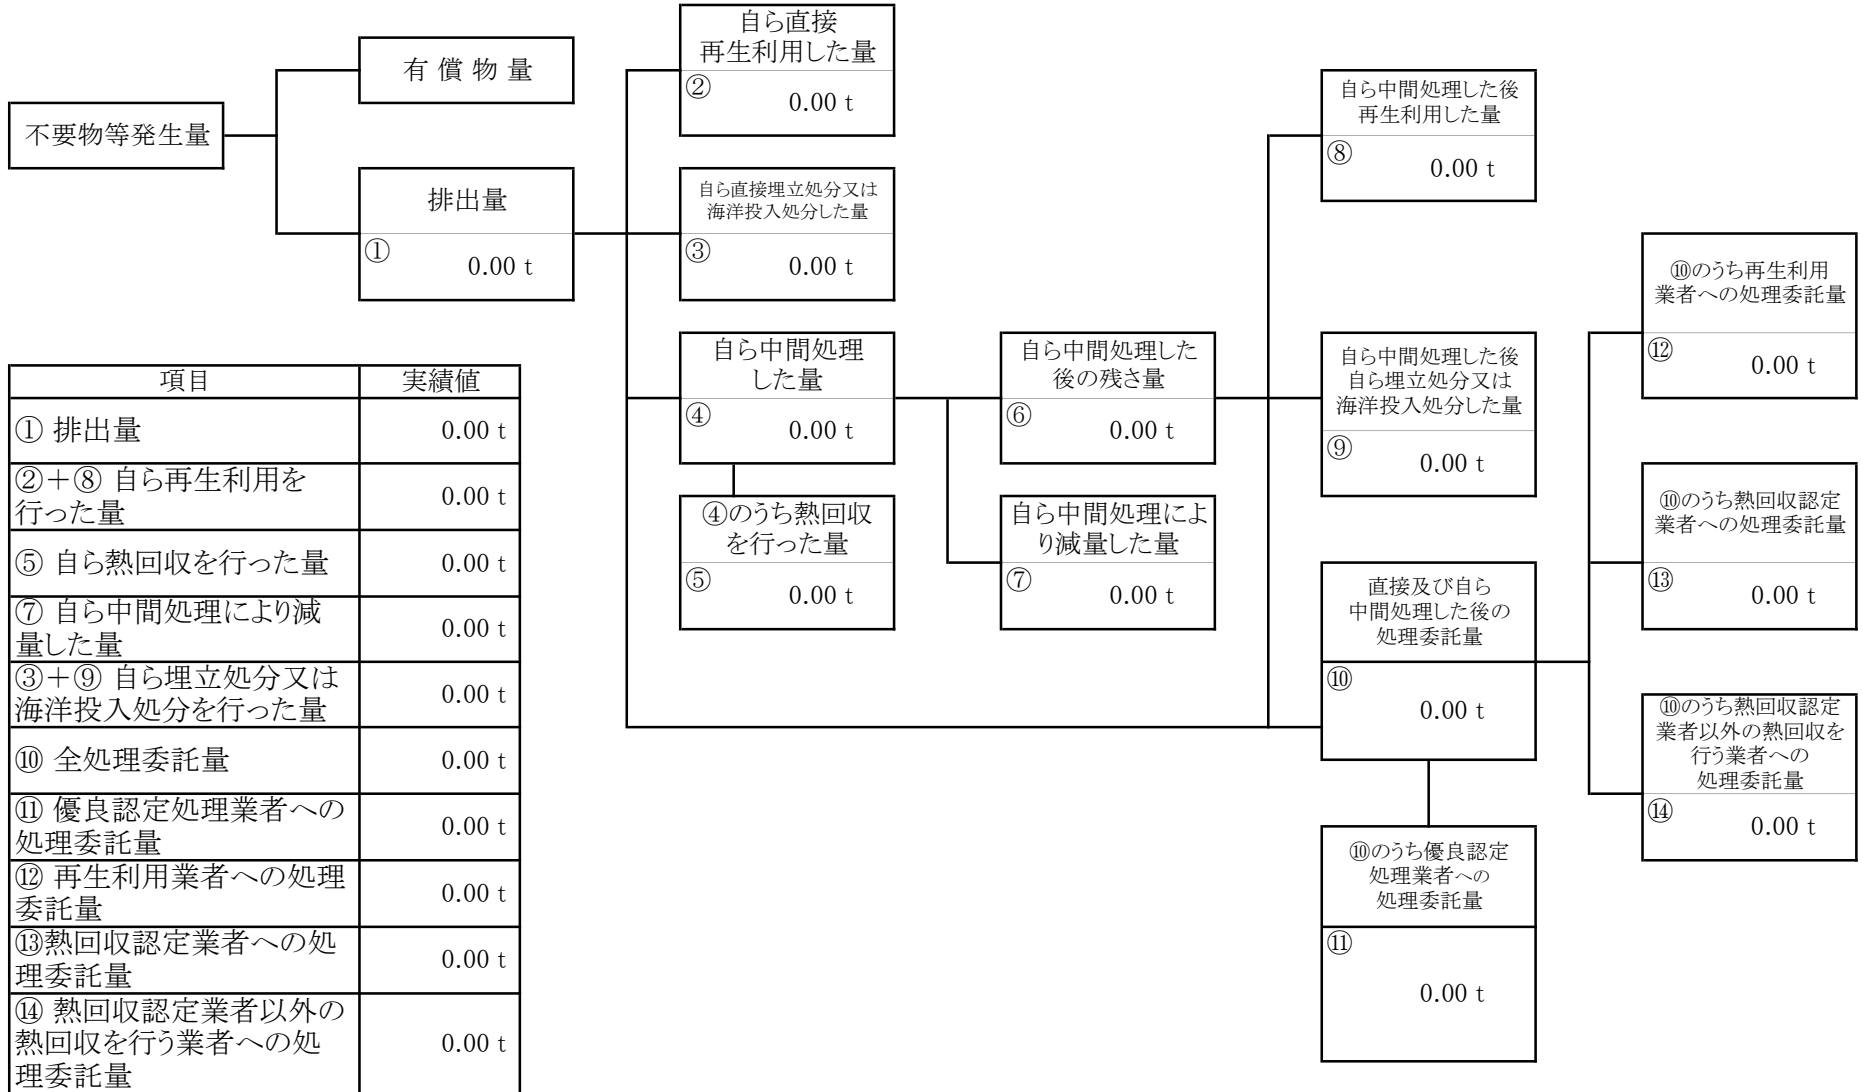 不要物等発生量
有 償 物 量
排出量
①
0.00 t
自ら直接
再生利用した量
②
0.00 t
自ら直接埋立処分又は
海洋投入処分した量
③
0.00 t
自ら中間処理
した量
④
0.00 t
④のうち熱回収
を行った量
⑤
0.00 t
自ら中間処理した
後の残さ量
⑥
0.00 t
自ら中間処理によ
り減量した量
⑦
0.00 t
自ら中間処理した後
再生利用した量
⑧
0.00 t
自ら中間処理した後
自ら埋立処分又は
海洋投入処分した量
⑨
0.00 t
直接及び自ら
中間処理した後の
処理委託量
⑩
0.00 t
⑩のうち優良認定
処理業者への
処理委託量
⑪
0.00 t
⑩のうち再生利用
業者への処理委託量
⑫
0.00 t
⑩のうち熱回収認定
業者への処理委託量
⑬
0.00 t
⑩のうち熱回収認定
業者以外の熱回収を
行う業者への
処理委託量
⑭
0.00 t
項目 実績値
① 排出量 0.00 t
②+⑧ 自ら再生利用を
行った量 0.00 t
⑤ 自ら熱回収を行った量 0.00 t
⑦ 自ら中間処理により減
量した量 0.00 t
③+⑨ 自ら埋立処分又は
海洋投入処分を行った量 0.00 t
⑩ 全処理委託量 0.00 t
⑪ 優良認定処理業者への
処理委託量 0.00 t
⑫ 再生利用業者への処理
委託量 0.00 t
⑬熱回収認定業者への処
理委託量 0.00 t
⑭ 熱回収認定業者以外の
熱回収を行う業者への処
理委託量 0.00 t